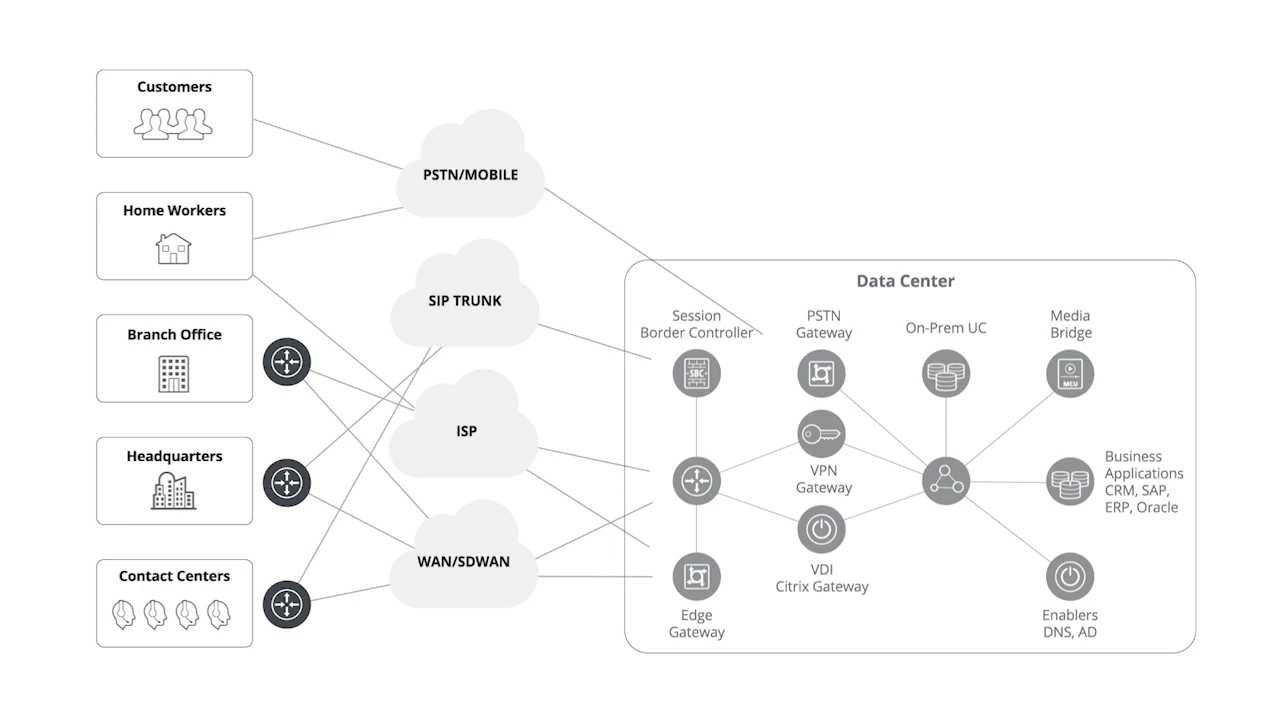 Customers
Home Workers
Branch Office
Headquarters
Contact Centers
PSTN/MOBILE
SIP TRUNK
ISP
WAN/SDWAN
Data Center
Session
Border Controller
PSTN
Gateway
On-Prem UC
Media
Bridge
SBC
MCU
VPN
Gateway
Business
Applications
CRM, SAP,
ERP, Oracle
VDI
Citrix Gateway
Edge
Gateway
Enablers
DNS, AD